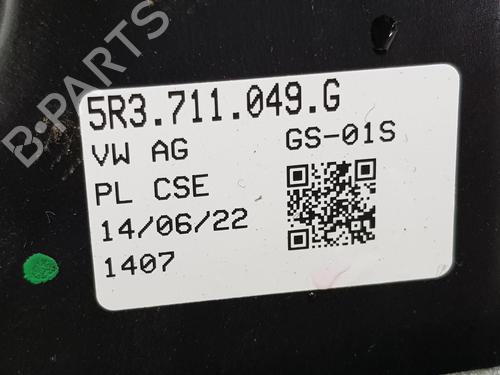 B-PARTS
5R3.711.049.G
VW AG GS-01S
PL CSE
14/06/22
1407